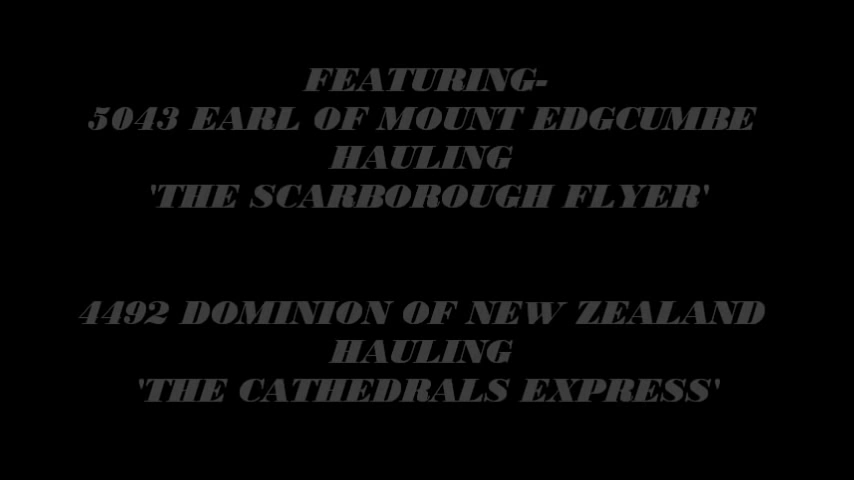 FEATURING-
5043 EARL OF MOUNT EDGCUMBE
HAULING
'THE SCARBOROUGH FLYER'
4492 DOMINION OF NEW ZEALAND
HAULING
'THE CATHEDRALS EXPRESS'